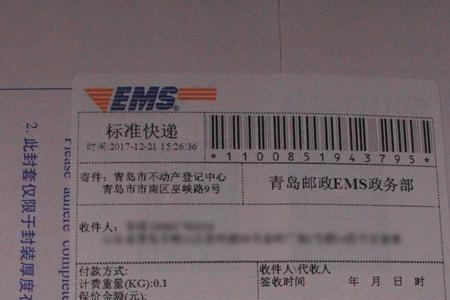 EMS®
标准快递
时间:2017-12-21 15:26:36
*1100851943795*
寄件: 青岛市不动产登记中心
青岛市市南区巫峡路9号
青岛邮政EMS政务部
收件人:
付款方式:
计费重量(KG):0.1
保价金额(元):
收件人\代收人
签名:
年 月 日 时
2. 此封套仅限于封装厚度
Please adhere complete